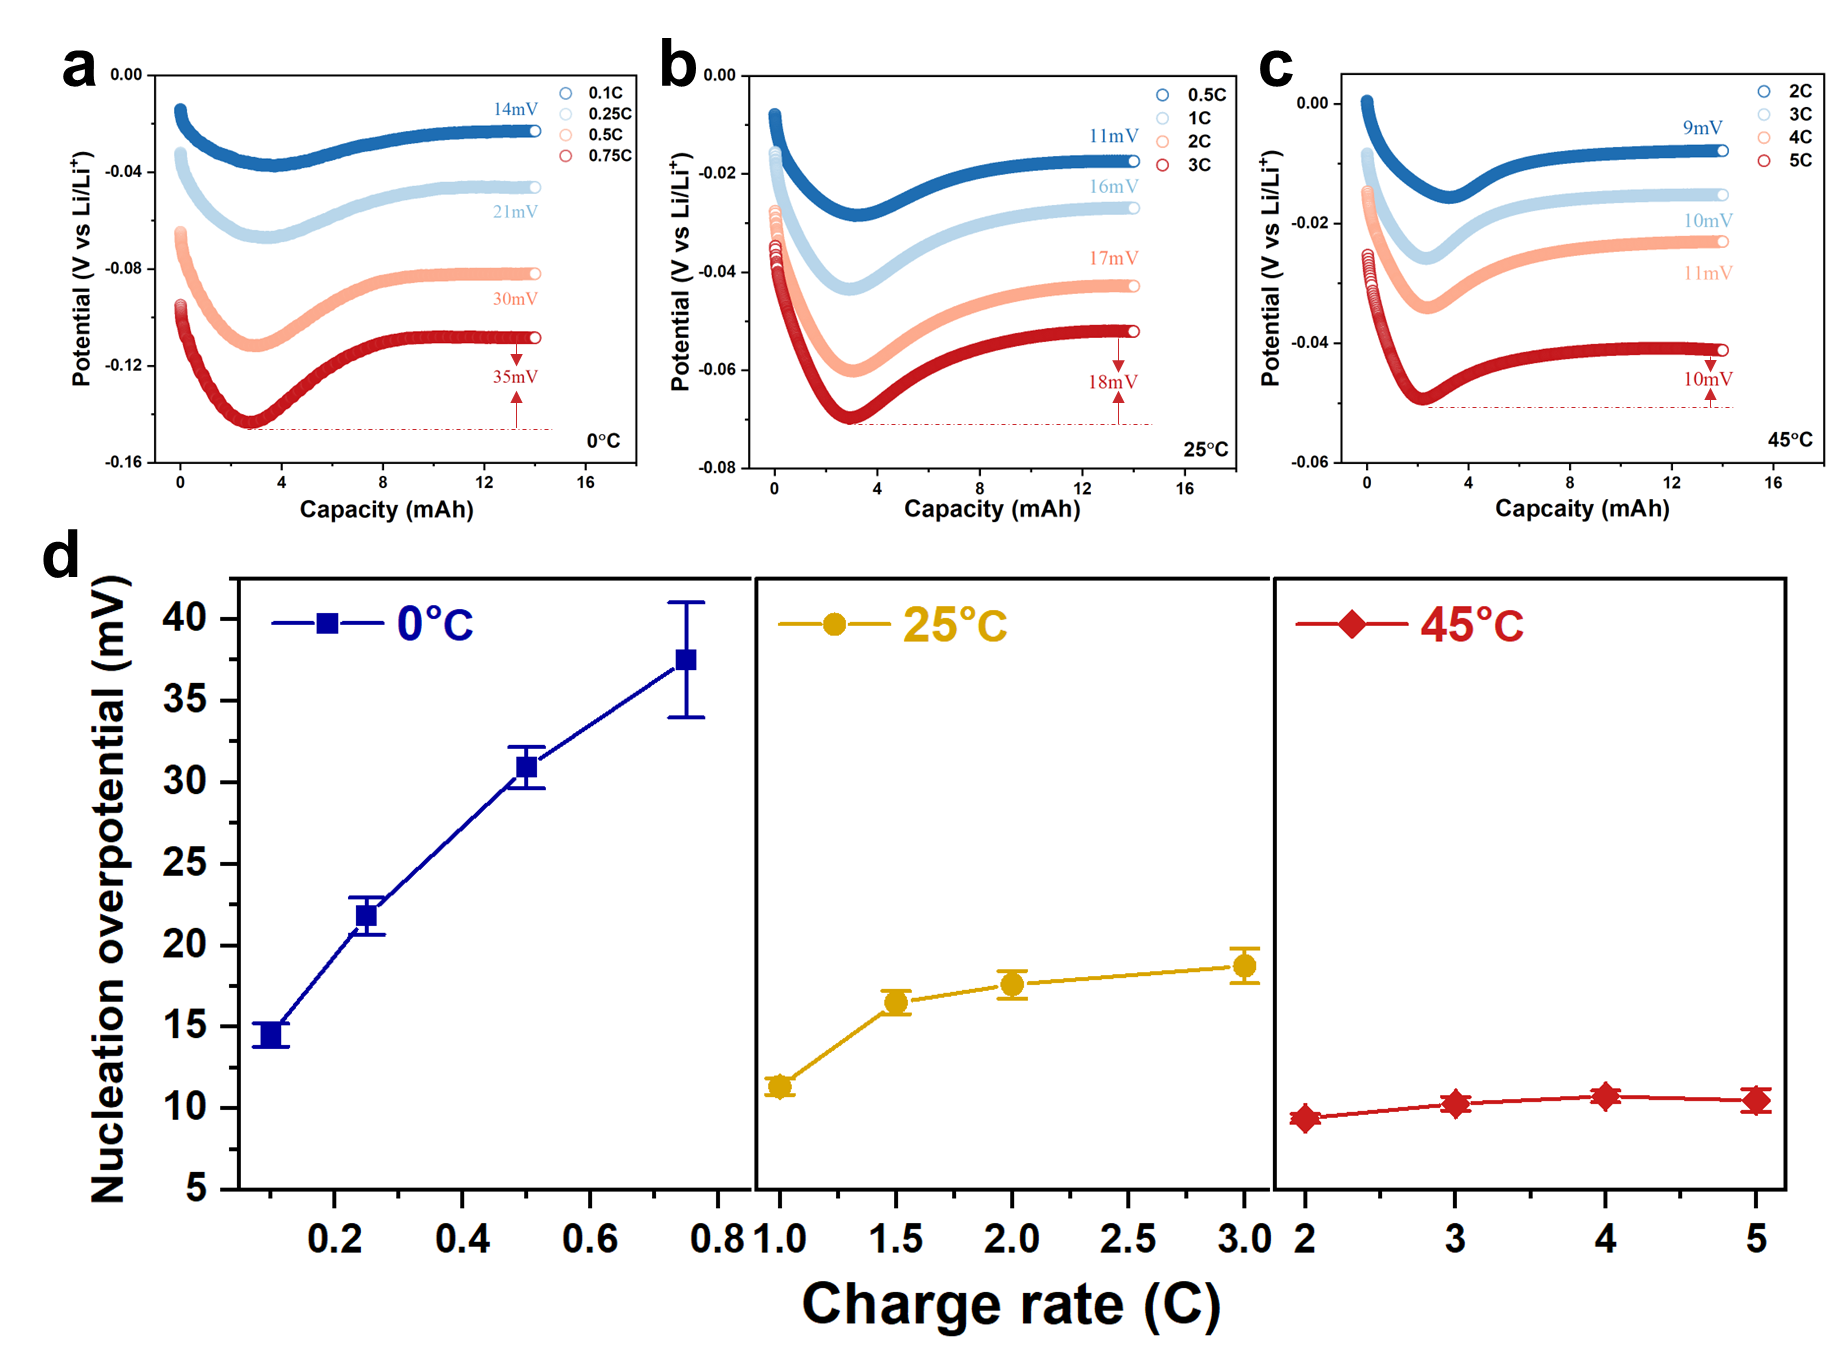 a
0.00
-0.04
-0.08
-0.12
-0.16
Potential (V vs Li/Li⁺)
0.1C
0.25C
0.5C
0.75C
14mV
21mV
30mV
35mV
0°C
0 4 8 12 16
Capacity (mAh)
b
0.00
-0.02
-0.04
-0.06
-0.08
Potential (V vs Li/Li⁺)
0.5C
1C
2C
3C
11mV
16mV
17mV
18mV
25°C
0 4 8 12 16
Capacity (mAh)
c
0.00
-0.02
-0.04
-0.06
Potential (V vs Li/Li⁺)
2C
3C
4C
5C
9mV
10mV
11mV
10mV
45°C
0 4 8 12 16
Capcaity (mAh)
d
Nucleation overpotential (mV)
40
35
30
25
20
15
10
5
0°C
25°C
45°C
0.2 0.4 0.6 0.8 1.0 1.5 2.0 2.5 3.0 2 3 4 5
Charge rate (C)